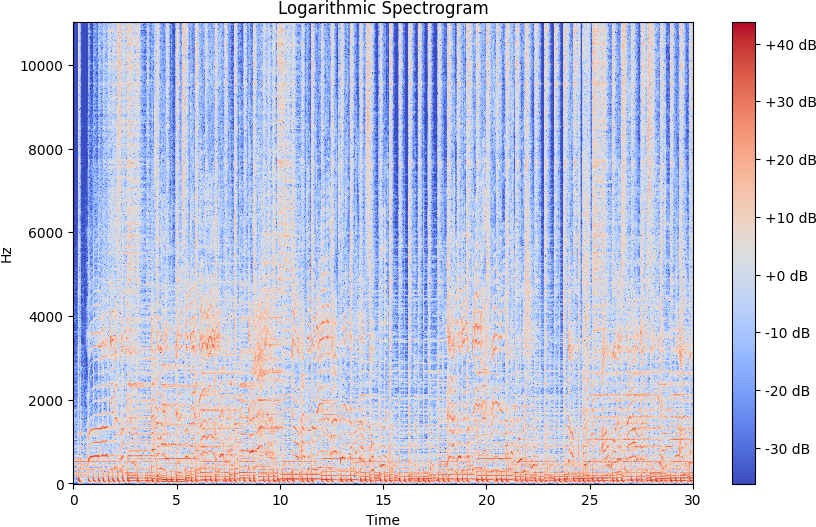 Logarithmic Spectrogram
Hz
10000
8000
6000
4000
2000
0
0 5 10 15 20 25 30
Time
+40 dB
+30 dB
+20 dB
+10 dB
+0 dB
-10 dB
-20 dB
-30 dB